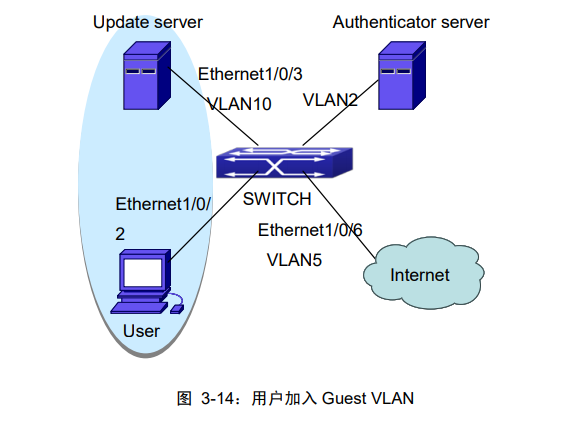 Update server
Authenticator server
Ethernet1/0/3
VLAN10
VLAN2
SWITCH
Ethernet1/0/
2
Ethernet1/0/6
VLAN5
Internet
User
图 3-14：用户加入 Guest VLAN